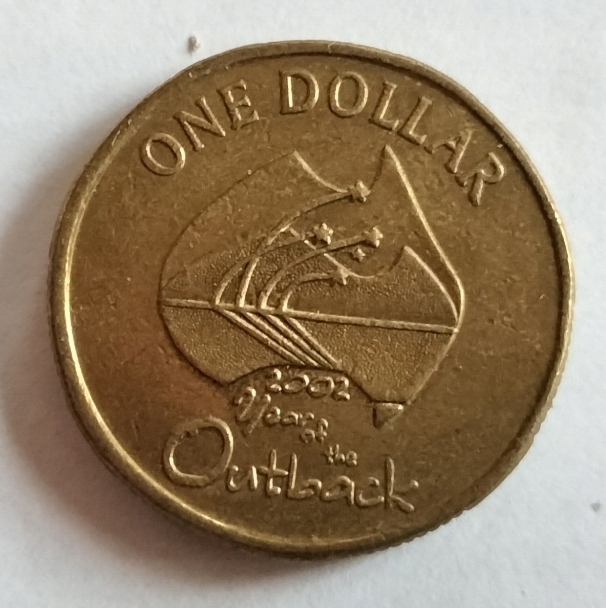 ONE DOLLAR
2002
Year
of
the
Outback